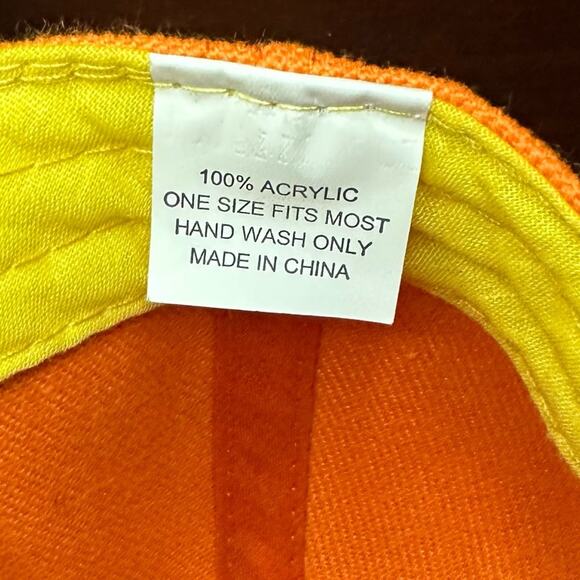 100% ACRYLIC
ONE SIZE FITS MOST
HAND WASH ONLY
MADE IN CHINA